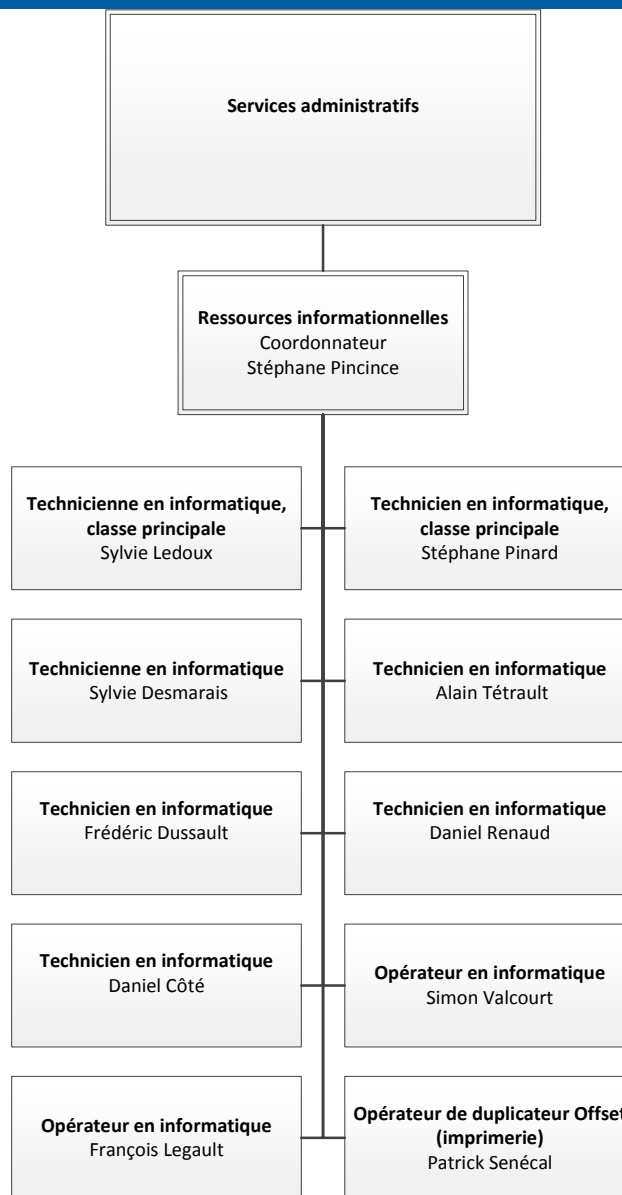 Services administratifs
Ressources informationnelles
Coordonnateur
Stéphane Pincince
Technicienne en informatique,
classe principale
Sylvie Ledoux
Technicien en informatique,
classe principale
Stéphane Pinard
Technicienne en informatique
Sylvie Desmarais
Technicien en informatique
Alain Tétrault
Technicien en informatique
Frédéric Dussault
Technicien en informatique
Daniel Renaud
Technicien en informatique
Daniel Côté
Opérateur en informatique
Simon Valcourt
Opérateur en informatique
François Legault
Opérateur de duplicateur Offset
(imprimerie)
Patrick Senécal